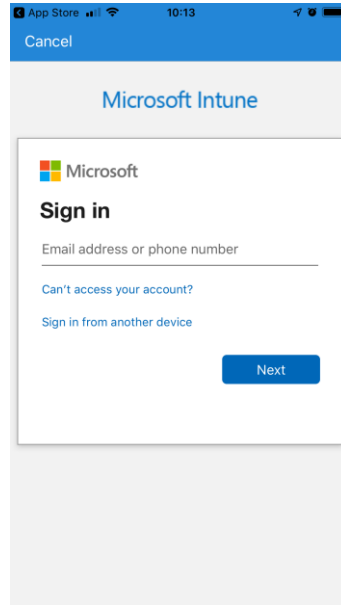 App Store 10:13
Cancel
Microsoft Intune
Microsoft
Sign in
Email address or phone number
Can't access your account?
Sign in from another device
Next